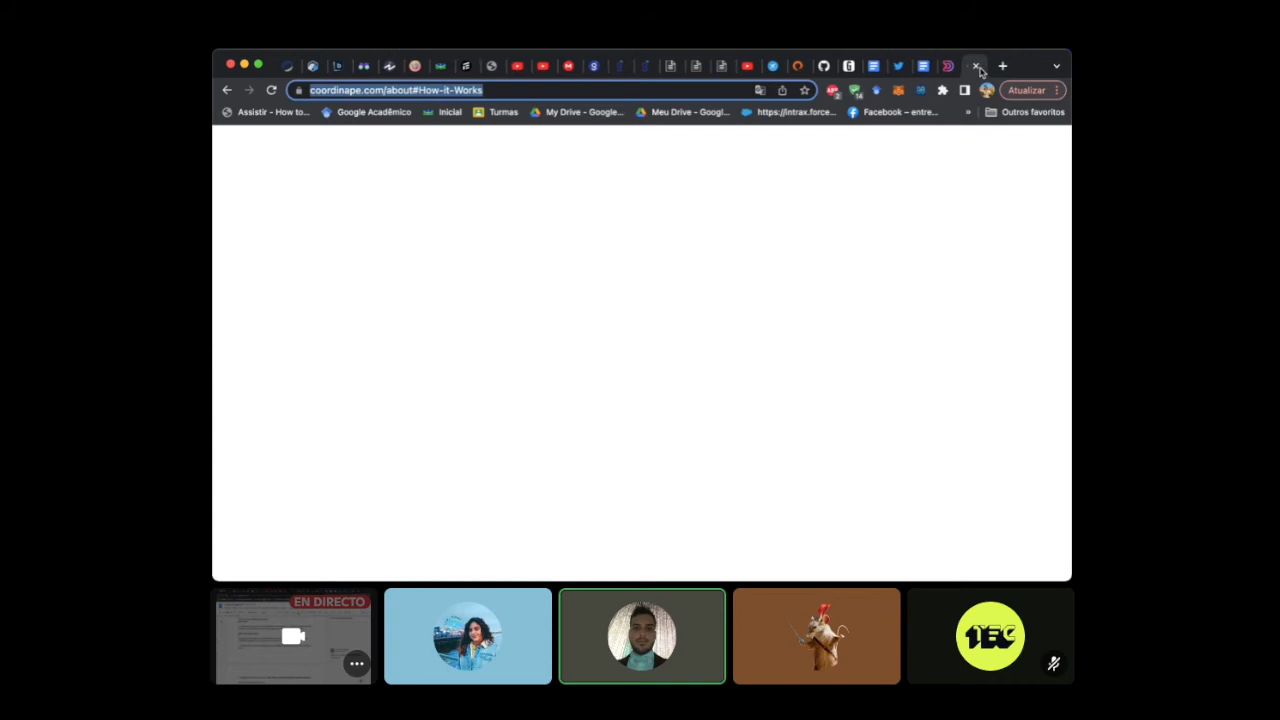 coordinape.com/about#How-it-Works
Atualizar
Assistir - How to...
Google Acadêmico
Inicial
Turmas
My Drive - Google...
Meu Drive - Googl...
https://intrax.force...
Facebook – entre...
»
Outros favoritos
EN DIRECTO
TEC